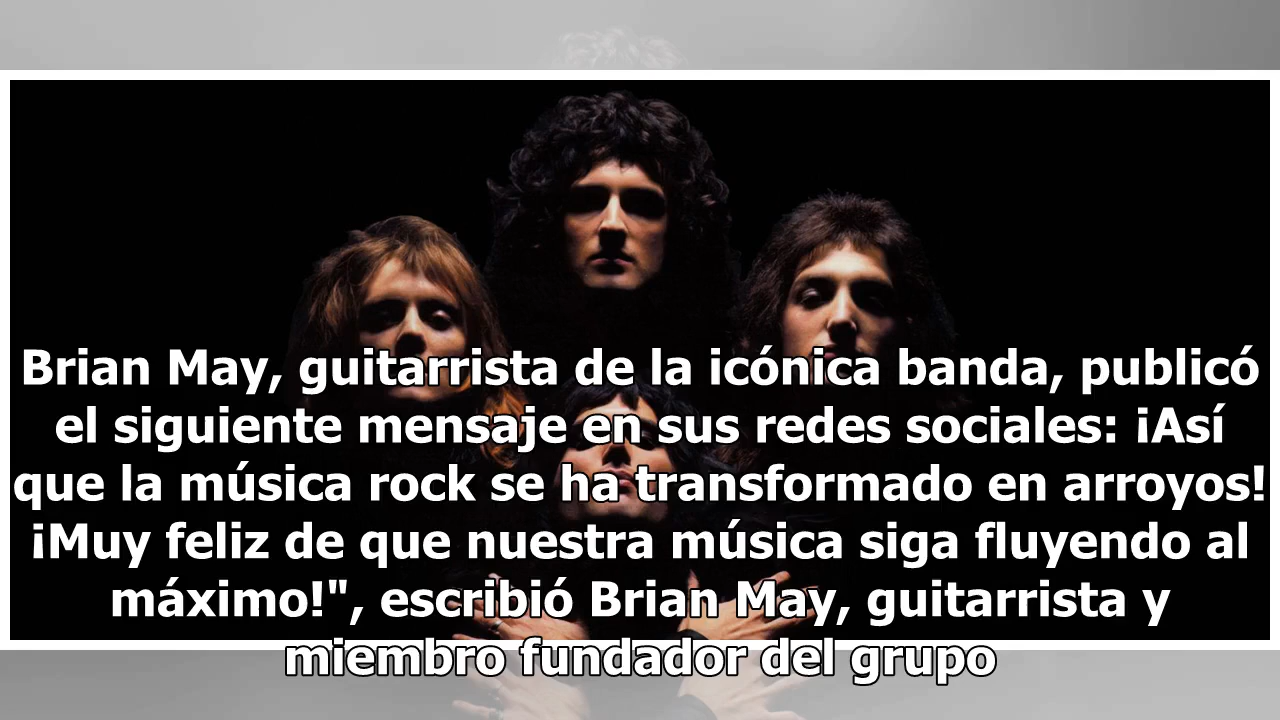 Brian May, guitarrista de la icónica banda, publicó
el siguiente mensaje en sus redes sociales: ¡Así
que la música rock se ha transformado en arroyos!
¡Muy feliz de que nuestra música siga fluyendo al
máximo!", escribió Brian May, guitarrista y
miembro fundador del grupo